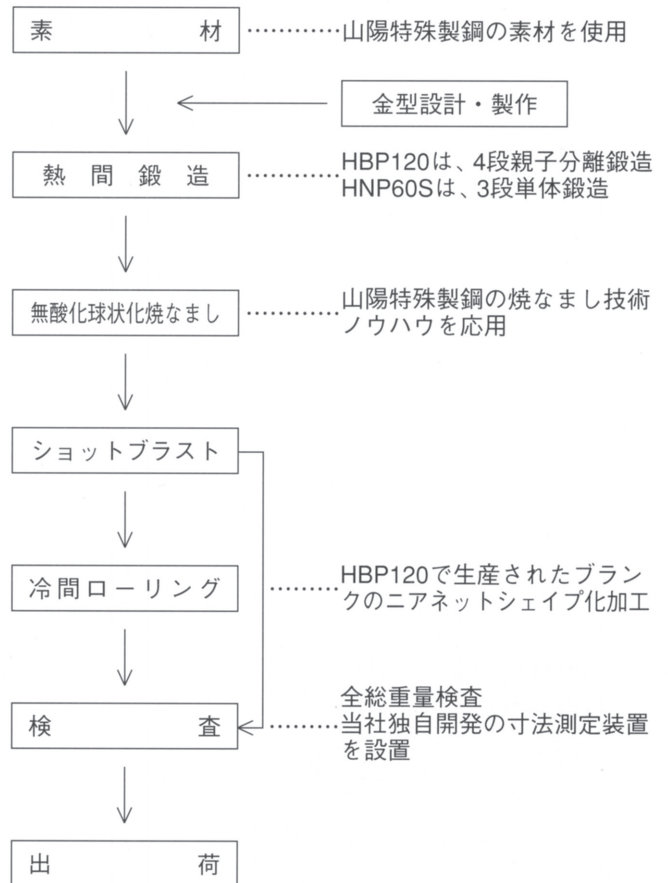 素材
山陽特殊製鋼の素材を使用
金型設計・製作
熱間鍛造
HBP120は、4段親子分離鍛造
HNP60Sは、3段単体鍛造
無酸化球状化焼なまし
山陽特殊製鋼の焼なまし技術
ノウハウを応用
ショットブラスト
冷間ローリング
HBP120で生産されたブラン
クのニアネットシェイプ化加工
検査
全総重量検査
当社独自開発の寸法測定装置
を設置
出荷